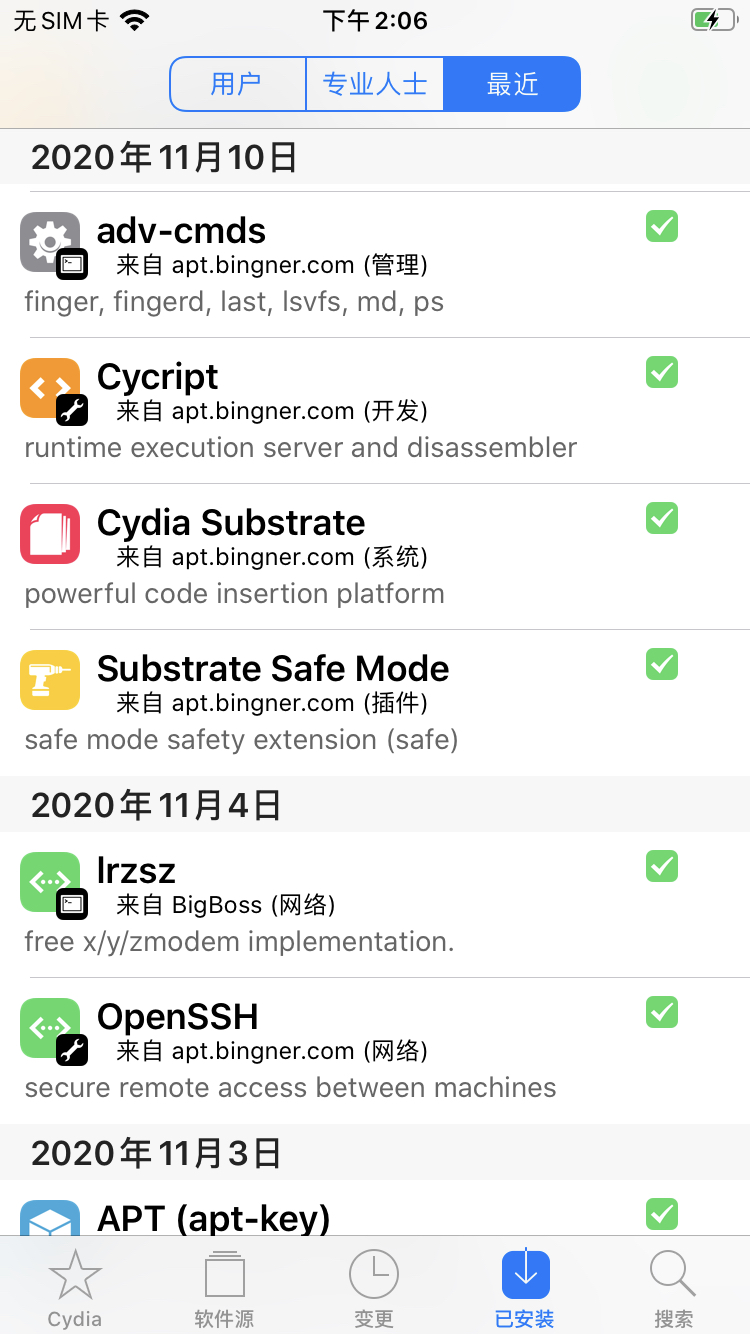 无SIM卡 下午2:06
用户 专业人士 最近
2020年11月10日
adv-cmds
来自 apt.bingner.com (管理)
finger, fingerd, last, lsvfs, md, ps
Cycript
来自 apt.bingner.com (开发)
runtime execution server and disassembler
Cydia Substrate
来自 apt.bingner.com (系统)
powerful code insertion platform
Substrate Safe Mode
来自 apt.bingner.com (插件)
safe mode safety extension (safe)
2020年11月4日
lrzsz
来自 BigBoss (网络)
free x/y/zmodem implementation.
OpenSSH
来自 apt.bingner.com (网络)
secure remote access between machines
2020年11月3日
APT (apt-key)
Cydia 软件源 变更 已安装 搜索